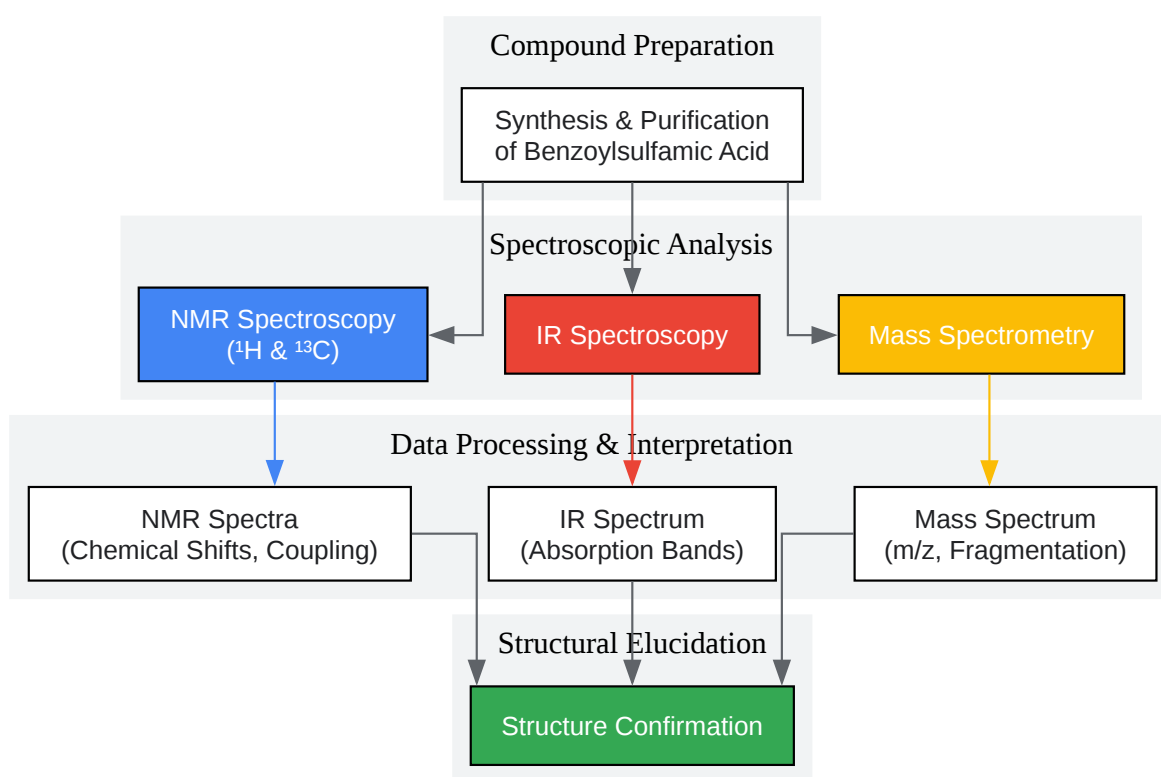 Compound Preparation
Synthesis & Purification
of Benzoylsulfamic Acid
Spectroscopic Analysis
NMR Spectroscopy
(¹H & ¹³C)
IR Spectroscopy
Mass Spectrometry
Data Processing & Interpretation
NMR Spectra
(Chemical Shifts, Coupling)
IR Spectrum
(Absorption Bands)
Mass Spectrum
(m/z, Fragmentation)
Structural Elucidation
Structure Confirmation